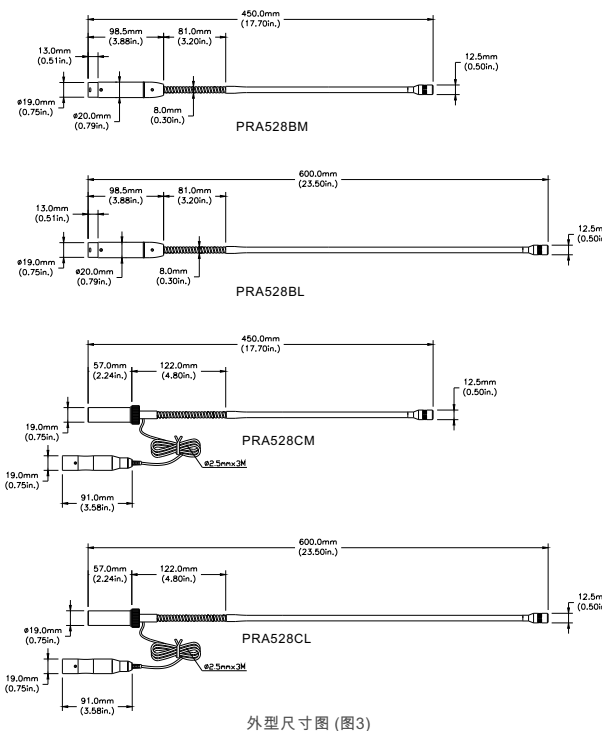 450.0mm
(17.70in.)
98.5mm
(3.88in.)
81.0mm
(3.20in.)
13.0mm
(0.51in.)
12.5mm
(0.50in.)
ø19.0mm
(0.75in.)
ø20.0mm
(0.79in.)
8.0mm
(0.30in.)
PRA528BM
600.0mm
(23.50in.)
98.5mm
(3.88in.)
81.0mm
(3.20in.)
13.0mm
(0.51in.)
12.5m
(0.50i
ø19.0mm
(0.75in.)
ø20.0mm
(0.79in.)
8.0mm
(0.30in.)
PRA528BL
450.0mm
(17.70in.)
57.0mm
(2.24in.)
122.0mm
(4.80in.)
12.5mm
(0.50in.)
19.0mm
(0.75in.)
PRA528CM
19.0mm
(0.75in.)
ø2.5mmx3M
91.0mm
(3.58in.)
600.0mm
(23.50in.)
57.0mm
(2.24in.)
122.0mm
(4.80in.)
12.5m
(0.50i
ø19.0mm
(0.75in.)
PRA528CL
19.0mm
(0.75in.)
ø2.5mmx3M
91.0mm
(3.58in.)
外型尺寸图 (图3)